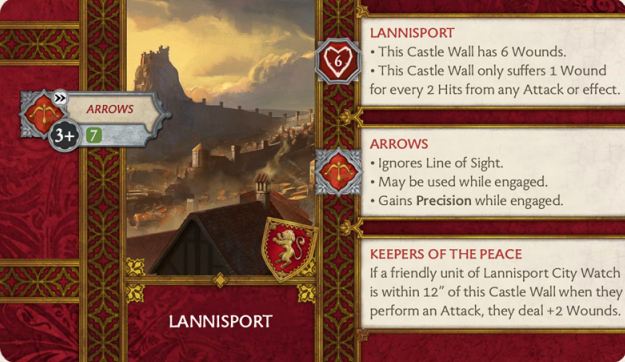 ARROWS
3+ 7
LANNISPORT
6
LANNISPORT
• This Castle Wall has 6 Wounds.
• This Castle Wall only suffers 1 Wound
for every 2 Hits from any Attack or effect.
ARROWS
• Ignores Line of Sight.
• May be used while engaged.
• Gains Precision while engaged.
KEEPERS OF THE PEACE
If a friendly unit of Lannisport City Watch
is within 12" of this Castle Wall when they
perform an Attack, they deal +2 Wounds.